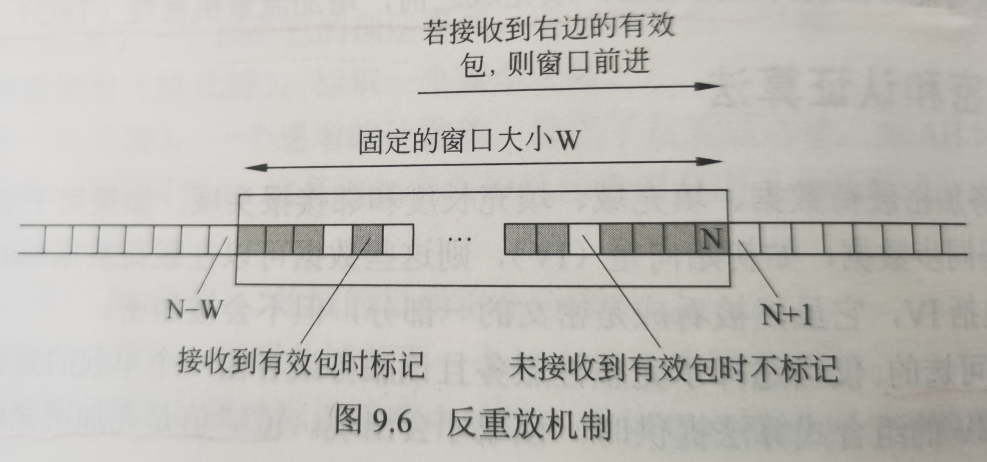 若接收到右边的有效
包, 则窗口前进
固定的窗口大小W
...
N
N-W
N+1
接收到有效包时标记
未接收到有效包时不标记
图 9.6 反重放机制